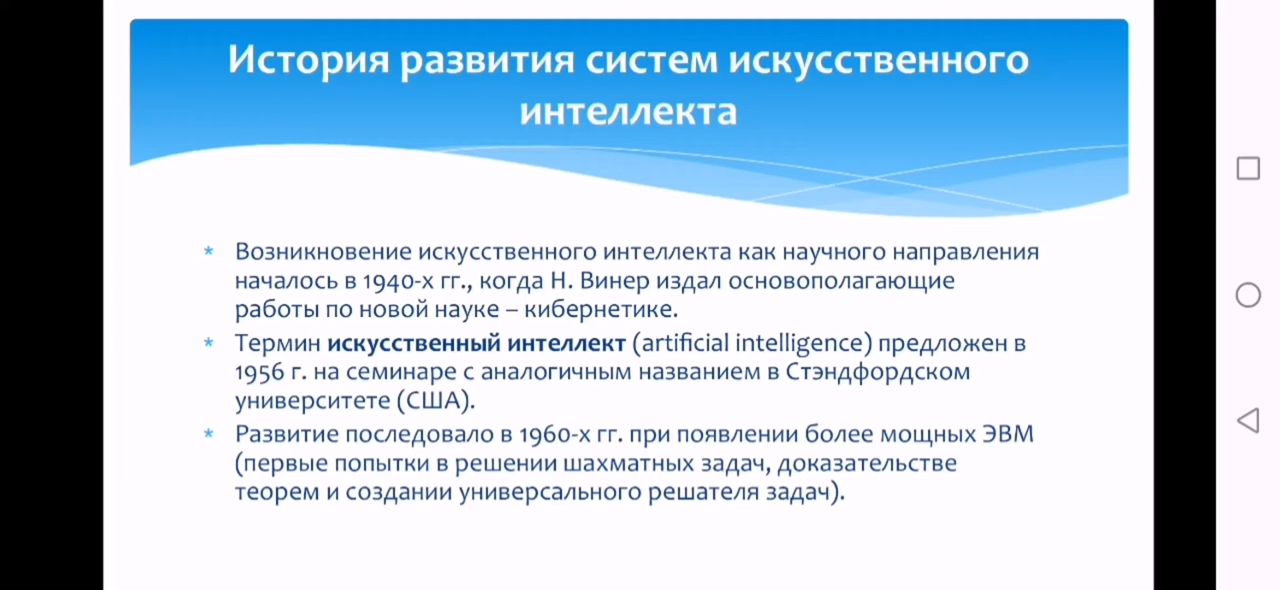 История развития систем искусственного
интеллекта
* Возникновение искусственного интеллекта как научного направления
началось в 1940-х гг., когда Н. Винер издал основополагающие
работы по новой науке – кибернетике.
* Термин искусственный интеллект (artificial intelligence) предложен в
1956 г. на семинаре с аналогичным названием в Стэндфордском
университете (США).
* Развитие последовало в 1960-х гг. при появлении более мощных ЭВМ
(первые попытки в решении шахматных задач, доказательстве
теорем и создании универсального решателя задач).